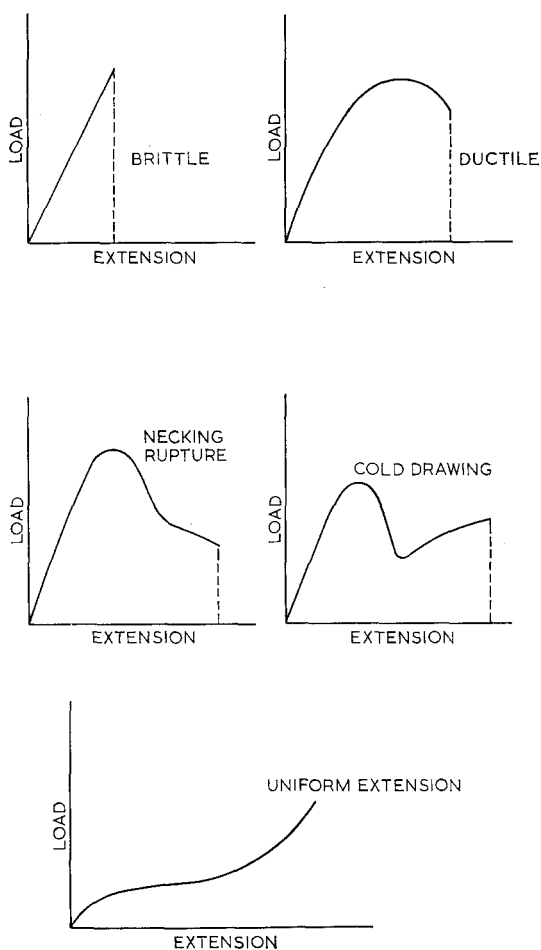 LOAD
BRITTLE
EXTENSION
LOAD
DUCTILE
EXTENSION
LOAD
NECKING
RUPTURE
EXTENSION
LOAD
COLD DRAWING
EXTENSION
LOAD
UNIFORM EXTENSION
EXTENSION